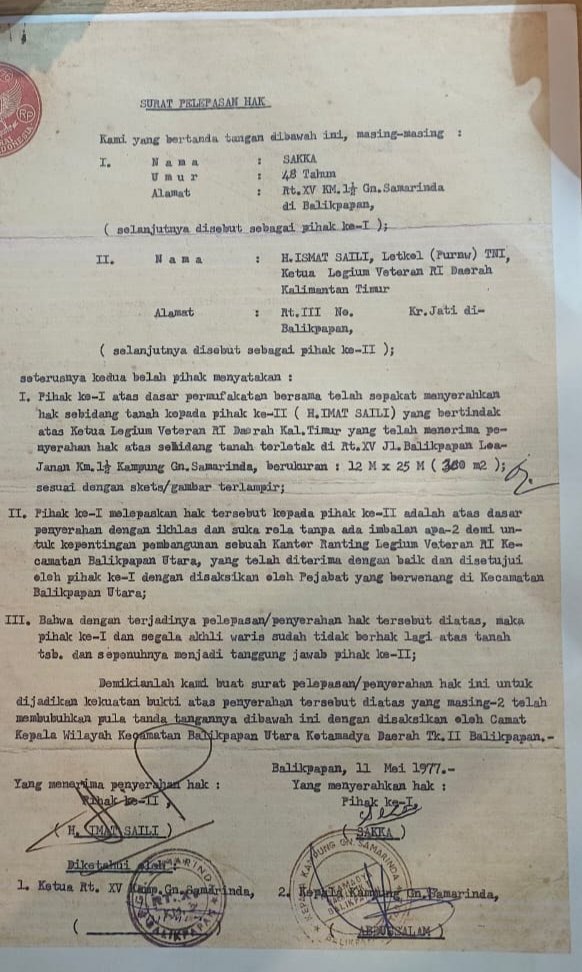 SURAT PELEPASAN HAK
Kami yang bertanda tangan dibawah ini, masing-masing :
I. N a m a : SAKKA
U m u r : 48 Tahun
Alamat : Rt.XV KM.1½ Gn.Samarinda
di Balikpapan,
( selanjutnya disebut sebagai pihak ke-I );
II. N a m a : H.ISMAT SAILI, Letkol (Purnw) TNI,
Ketua Legium Veteran RI Daerah
Kalimantan Timur
Alamat : Rt.III No. Kr.Jati di-
Balikpapan,
( selanjutnya disebut sebagai pihak ke-II );
seterusnya kedua belah pihak menyatakan :
I. Pihak ke-I atas dasar permufakatan bersama telah sepakat menyerahkan
hak sebidang tanah kepada pihak ke-II ( H.IMAT SAILI) yang bertindak
atas Ketua Legium Veteran RI Daerah Kal.Timur yang telah menerima pe-
nyerahan hak atas sebidang tanah terletak di Rt.XV Jl.Balikpapan Loa-
Janan Km.1½ Kampung Gn.Samarinda, berukuran : 12 M x 25 M ( 300 m2 );
sesuai dengan skets/gambar terlampir;
II. Pihak ke-I melepaskan hak tersebut kepada pihak ke-II adalah atas dasar
penyerahan dengan ikhlas dan suka rela tanpa ada imbalan apa-2 demi un-
tuk kepentingan pembangunan sebuah Kantor Ranting Legium Veteran RI Ke-
camatan Balikpapan Utara, yang telah diterima dengan baik dan disetujui
oleh pihak ke-I dengan disaksikan oleh Pejabat yang berwenang di Kecamatan
Balikpapan Utara;
III. Bahwa dengan terjadinya pelepasan/penyerahan hak tersebut diatas, maka
pihak ke-I dan segala akhli waris sudah tidak berhak lagi atas tanah
tsb. dan sepenuhnya menjadi tanggung jawab pihak ke-II;
Demikianlah kami buat surat pelepasan/penyerahan hak ini untuk
dijadikan kekuatan bukti atas penyerahan tersebut diatas yang masing-2 telah
membubuhkan pula tanda tangannya dibawah ini dengan disaksikan oleh Camat
Kepala Wilayah Kecamatan Balikpapan Utara Kotamadya Daerah Tk.II Balikpapan.-
Balikpapan, 11 Mei 1977.-
Yang menerima penyerahan hak : Yang menyerahkan hak :
Pihak ke-II, Pihak ke-I,
( H. IMAT SAILI ) ( SAKKA )
Diketahui oleh :
1. Ketua Rt. XV Kamp.Gn.Samarinda, 2. Kepala Kampung Gn.Samarinda,
( ABDUSSALAM )
KEPALA KAMPUNG GN. SAMARINDA
RT. XV
BALIKPAPAN